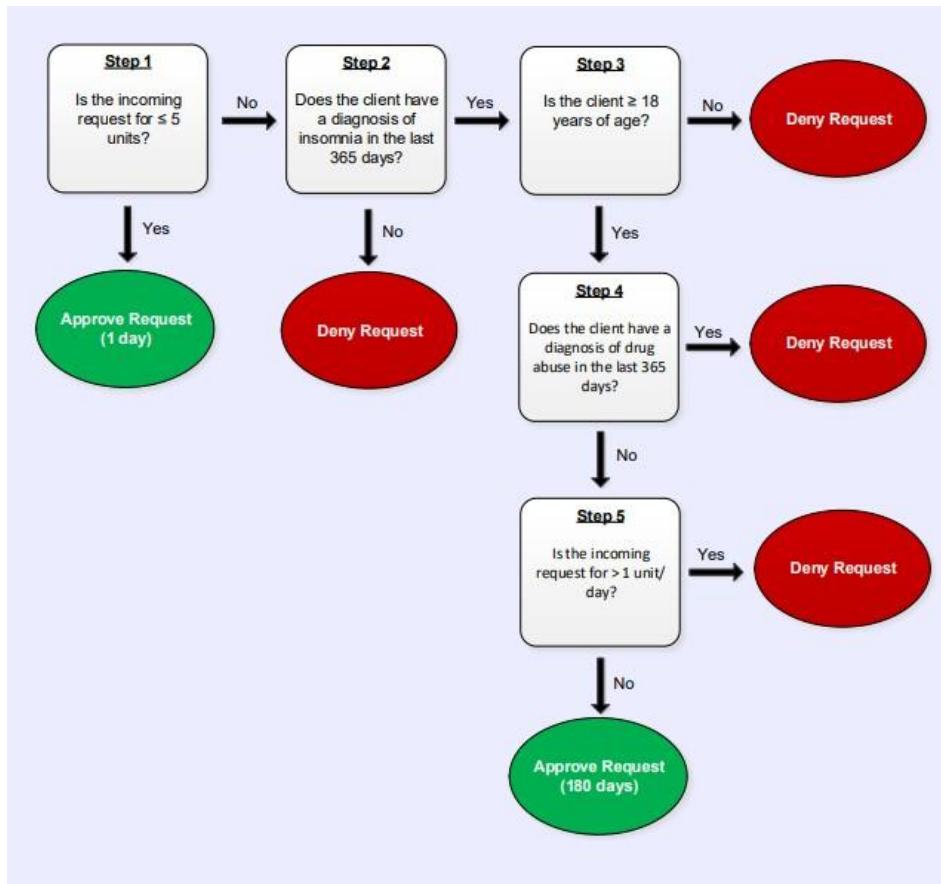 Step 1
Is the incoming
request for ≤ 5
units?
No
Yes
Approve Request
(1 day)
Step 2
Does the client have
a diagnosis of
insomnia in the last
365 days?
Yes
No
Deny Request
Step 3
Is the client ≥ 18
years of age?
No
Deny Request
Yes
Step 4
Does the client have a
diagnosis of drug
abuse in the last 365
days?
Yes
Deny Request
No
Step 5
Is the incoming
request for > 1 unit/
day?
Yes
Deny Request
No
Approve Request
(180 days)